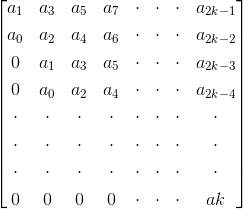 a₁ a₃ a₅ a₇ · · · a₂ₖ₋₁
a₀ a₂ a₄ a₆ · · · a₂ₖ₋₂
0 a₁ a₃ a₅ · · · a₂ₖ₋₃
0 a₀ a₂ a₄ · · · a₂ₖ₋₄
· · · · · · · ·
· · · · · · · ·
· · · · · · · ·
0 0 0 0 · · · ak